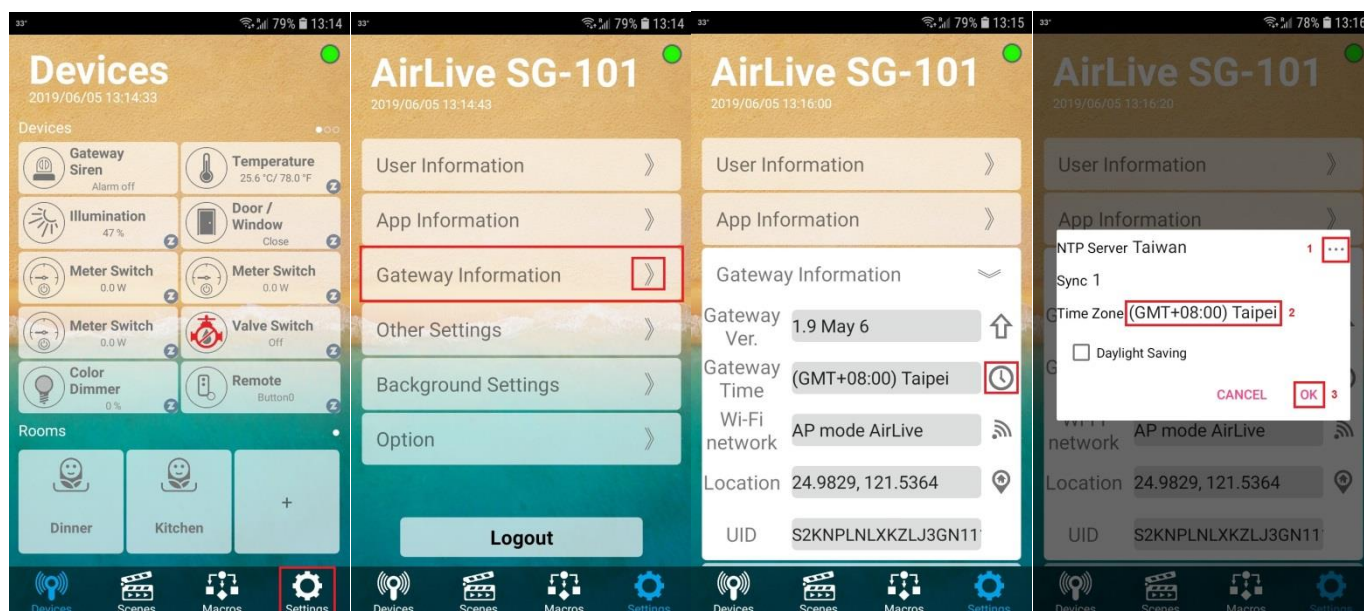 33°
79% 13:14
Devices
2019/06/05 13:14:33
Devices
Gateway
Siren
Alarm off
Temperature
25.6 °C/ 78.0 °F
Illumination
47 %
Door /
Window
Close
Meter Switch
0.0 W
Meter Switch
0.0 W
Meter Switch
0.0 W
Valve Switch
Off
Color
Dimmer
0 %
Remote
Button0
Rooms
Dinner
Kitchen
+
Devices
Scenes
Macros
Settings
33°
79% 13:14
AirLive SG-101
2019/06/05 13:14:43
User Information
App Information
Gateway Information
Other Settings
Background Settings
Option
Logout
Devices
Scenes
Macros
Settings
33°
79% 13:15
AirLive SG-101
2019/06/05 13:16:00
User Information
App Information
Gateway Information
Gateway
Ver.
1.9 May 6
Gateway
Time
(GMT+08:00) Taipei
Wi-Fi
network
AP mode AirLive
Location 24.9829, 121.5364
UID S2KNPLNLXKZLJ3GN11
Devices
Scenes
Macros
Settings
33°
78% 13:16
AirLive SG-101
2019/06/05 13:16:20
User Information
App Information
NTP Server Taiwan 1 ...
Sync 1
Time Zone (GMT+08:00) Taipei 2
Daylight Saving
CANCEL OK 3
network
AP mode AirLive
Location 24.9829, 121.5364
UID S2KNPLNLXKZLJ3GN11
Devices
Scenes
Macros
Settings